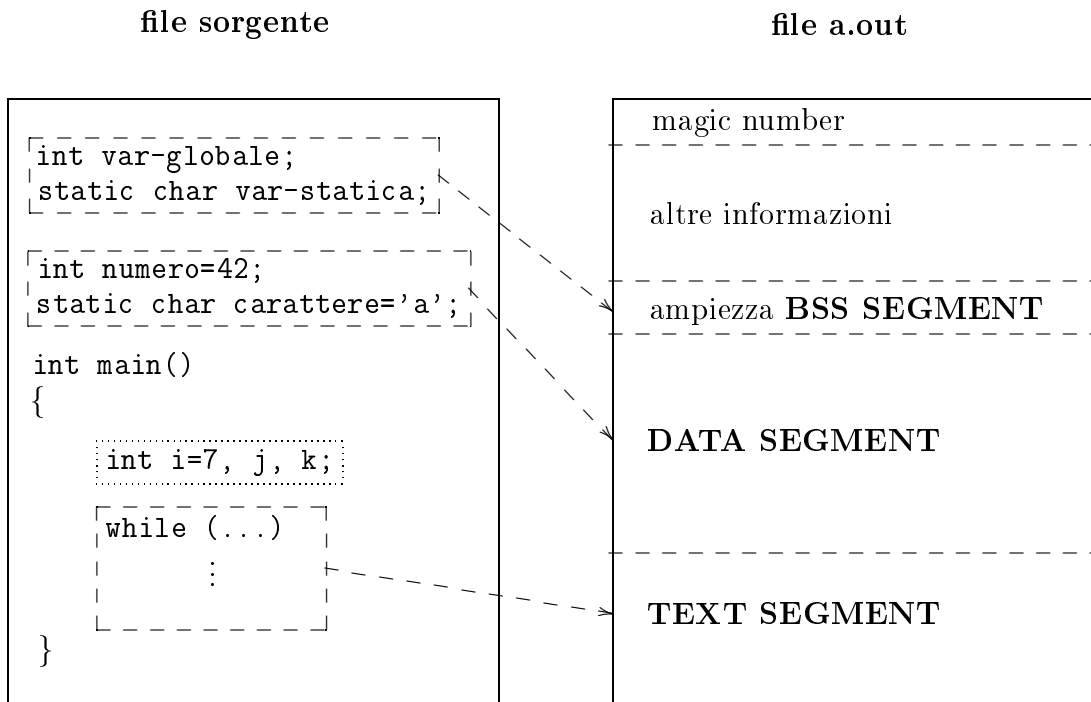 file sorgente
file a.out
int var-globale;
static char var-statica;
int numero=42;
static char carattere='a';
int main()
{
int i=7, j, k;
while (...)
⋮
}
magic number
altre informazioni
ampiezza BSS SEGMENT
DATA SEGMENT
TEXT SEGMENT